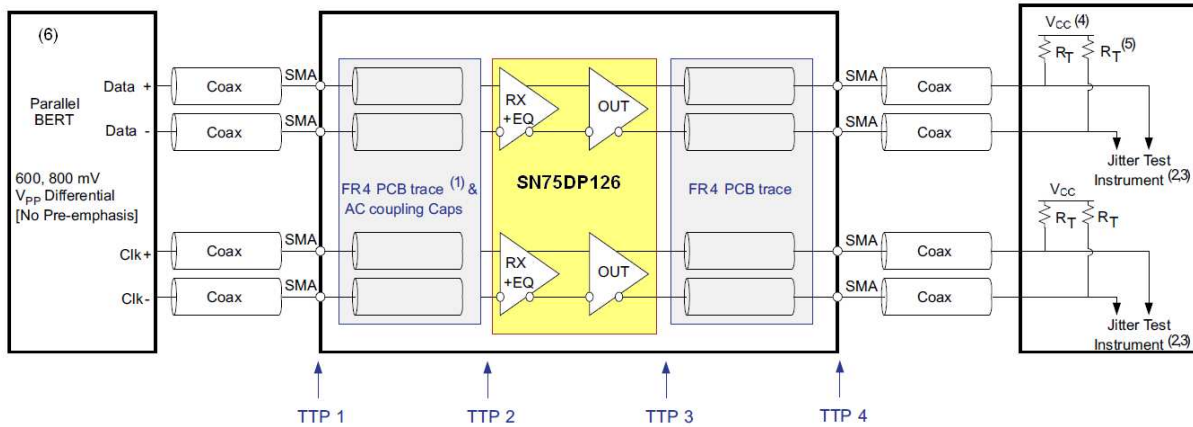 (6)
Parallel
BERT
600, 800 mV
VPP Differential
[No Pre-emphasis]
Data +
Data -
Clk+
Clk-
Coax
Coax
Coax
Coax
SMA
SMA
SMA
SMA
FR4 PCB trace (1) &
AC coupling Caps
RX
+EQ
OUT
SN75DP126
RX
+EQ
OUT
FR4 PCB trace
SMA
SMA
SMA
SMA
Coax
Coax
Coax
Coax
VCC (4)
RT
RT (5)
Jitter Test
Instrument (2,3)
VCC
RT
RT
Jitter Test
Instrument (2,3)
TTP 1
TTP 2
TTP 3
TTP 4